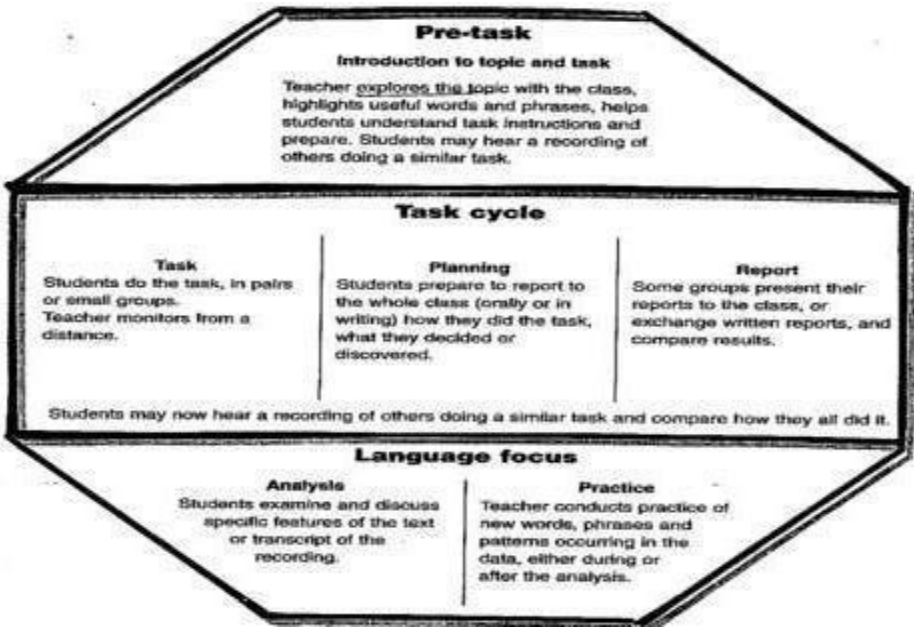 Pre-task
Introduction to topic and task
Teacher explores the topic with the class,
highlights useful words and phrases, helps
students understand task instructions and
prepare. Students may hear a recording of
others doing a similar task.
Task cycle
Task
Students do the task, in pairs
or small groups.
Teacher monitors from a
distance.
Planning
Students prepare to report to
the whole class (orally or in
writing) how they did the task,
what they decided or
discovered.
Report
Some groups present their
reports to the class, or
exchange written reports, and
compare results.
Students may now hear a recording of others doing a similar task and compare how they all did it.
Language focus
Analysis
Students examine and discuss
specific features of the text
or transcript of the
recording.
Practice
Teacher conducts practice of
new words, phrases and
patterns occurring in the
data, either during or
after the analysis.